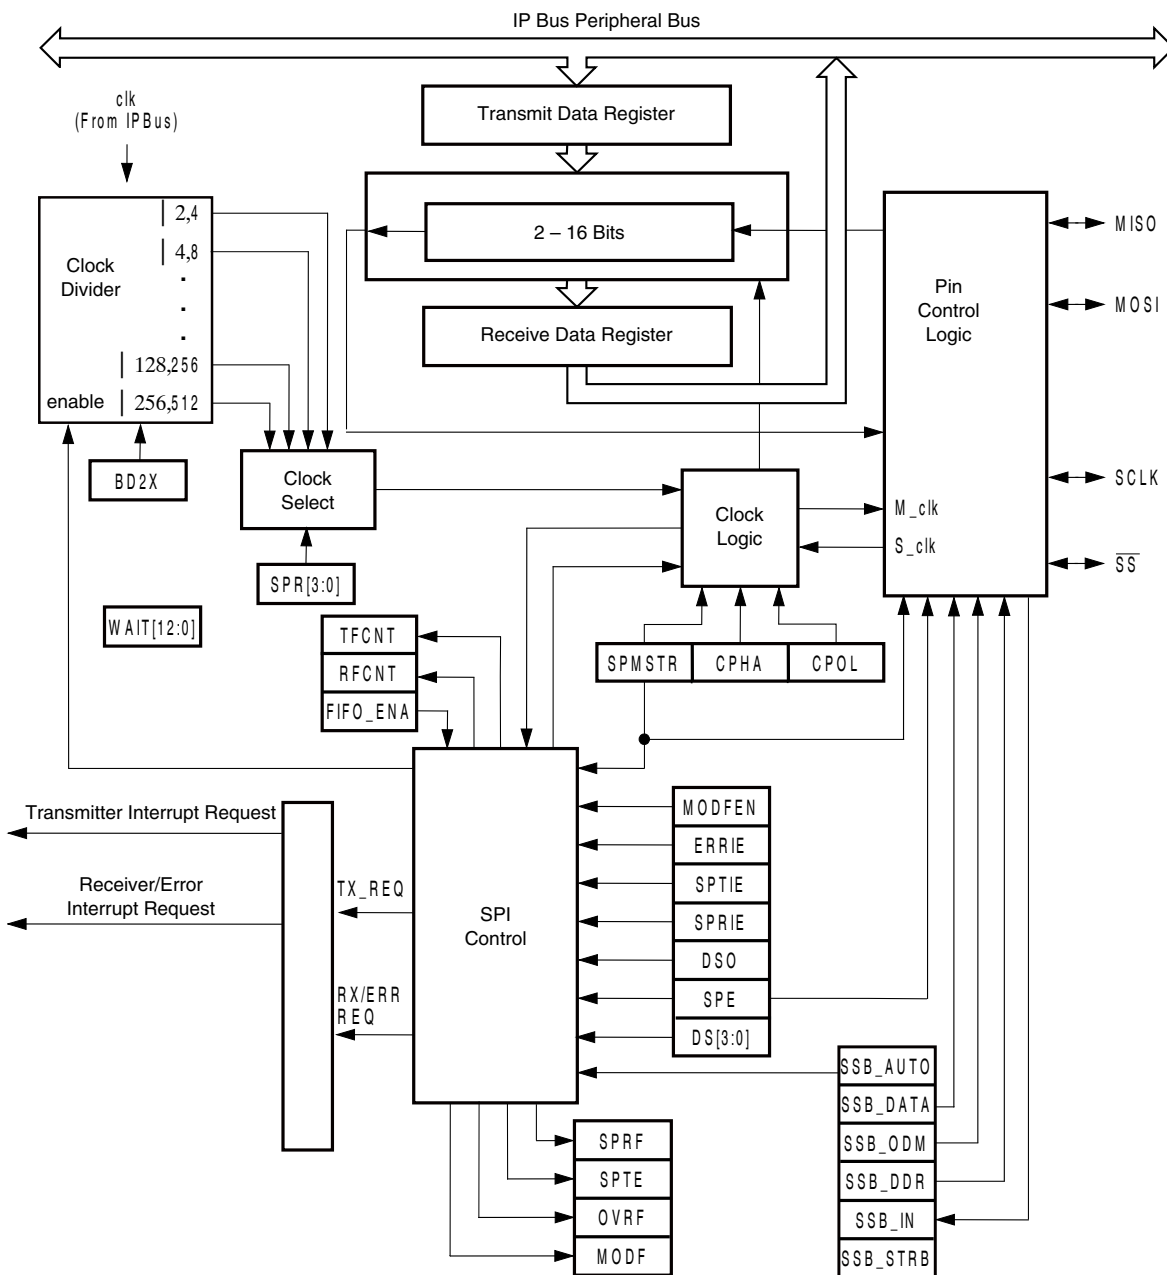 IP Bus Peripheral Bus
clk
(From IPBus)
Transmit Data Register
2 – 16 Bits
Receive Data Register
Clock
Divider
| 2,4
| 4,8
.
.
.
| 128,256
enable | 256,512
BD2X
Clock
Select
SPR[3:0]
WAIT[12:0]
Pin
Control
Logic
M_clk
S_clk
MISO
MOSI
SCLK
SS
Clock
Logic
SPMSTR CPHA CPOL
TFCNT
RFCNT
FIFO_ENA
Transmitter Interrupt Request
Receiver/Error
Interrupt Request
TX_REQ
RX/ERR
REQ
SPI
Control
MODFEN
ERRIE
SPTIE
SPRIE
DSO
SPE
DS[3:0]
SSB_AUTO
SSB_DATA
SSB_ODM
SSB_DDR
SSB_IN
SSB_STRB
SPRF
SPTE
OVRF
MODF